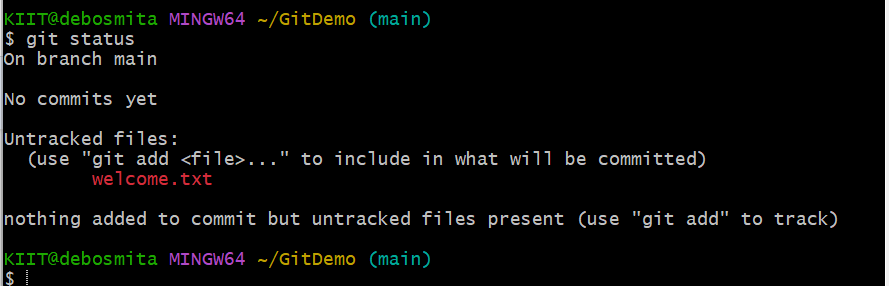 KIIT@debosmita MINGW64 ~/GitDemo (main)
$ git status
On branch main
No commits yet
Untracked files:
(use "git add <file>..." to include in what will be committed)
welcome.txt
nothing added to commit but untracked files present (use "git add" to track)
KIIT@debosmita MINGW64 ~/GitDemo (main)
$